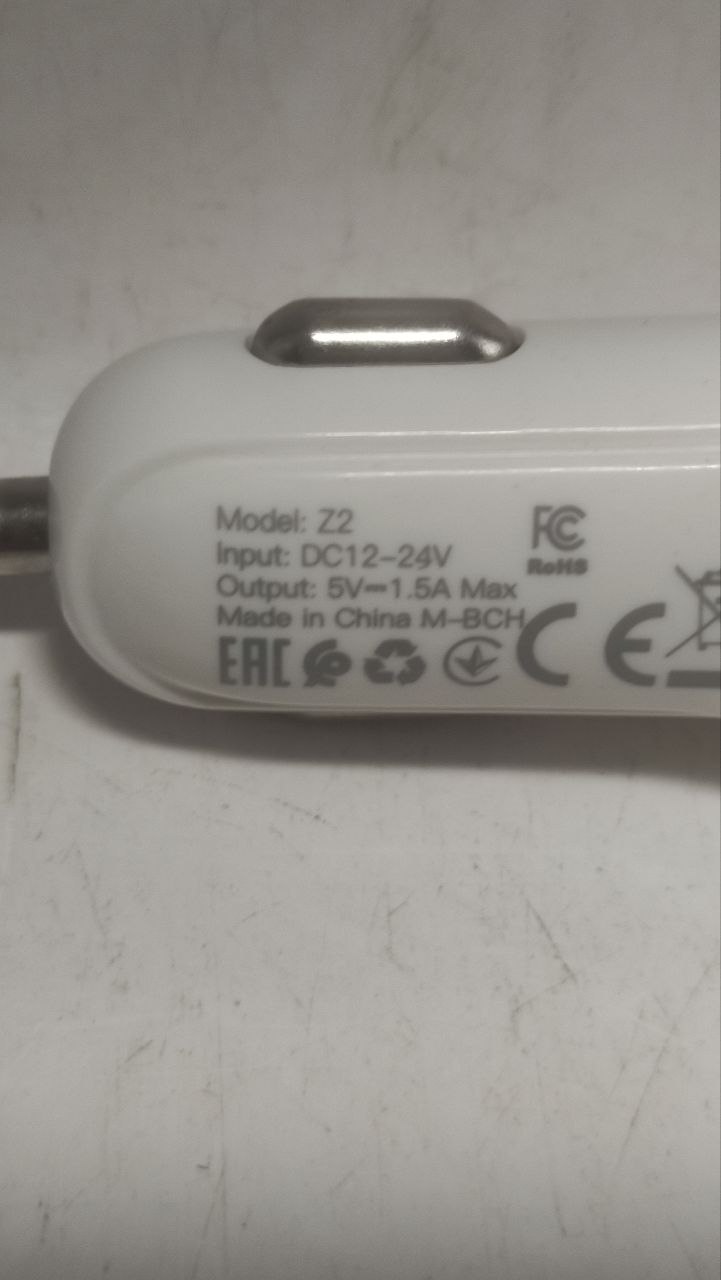 Model: Z2
Input: DC12-24V
Output: 5V⎓1.5A Max
Made in China M-BCH
FC
RoHS
EAC
CE